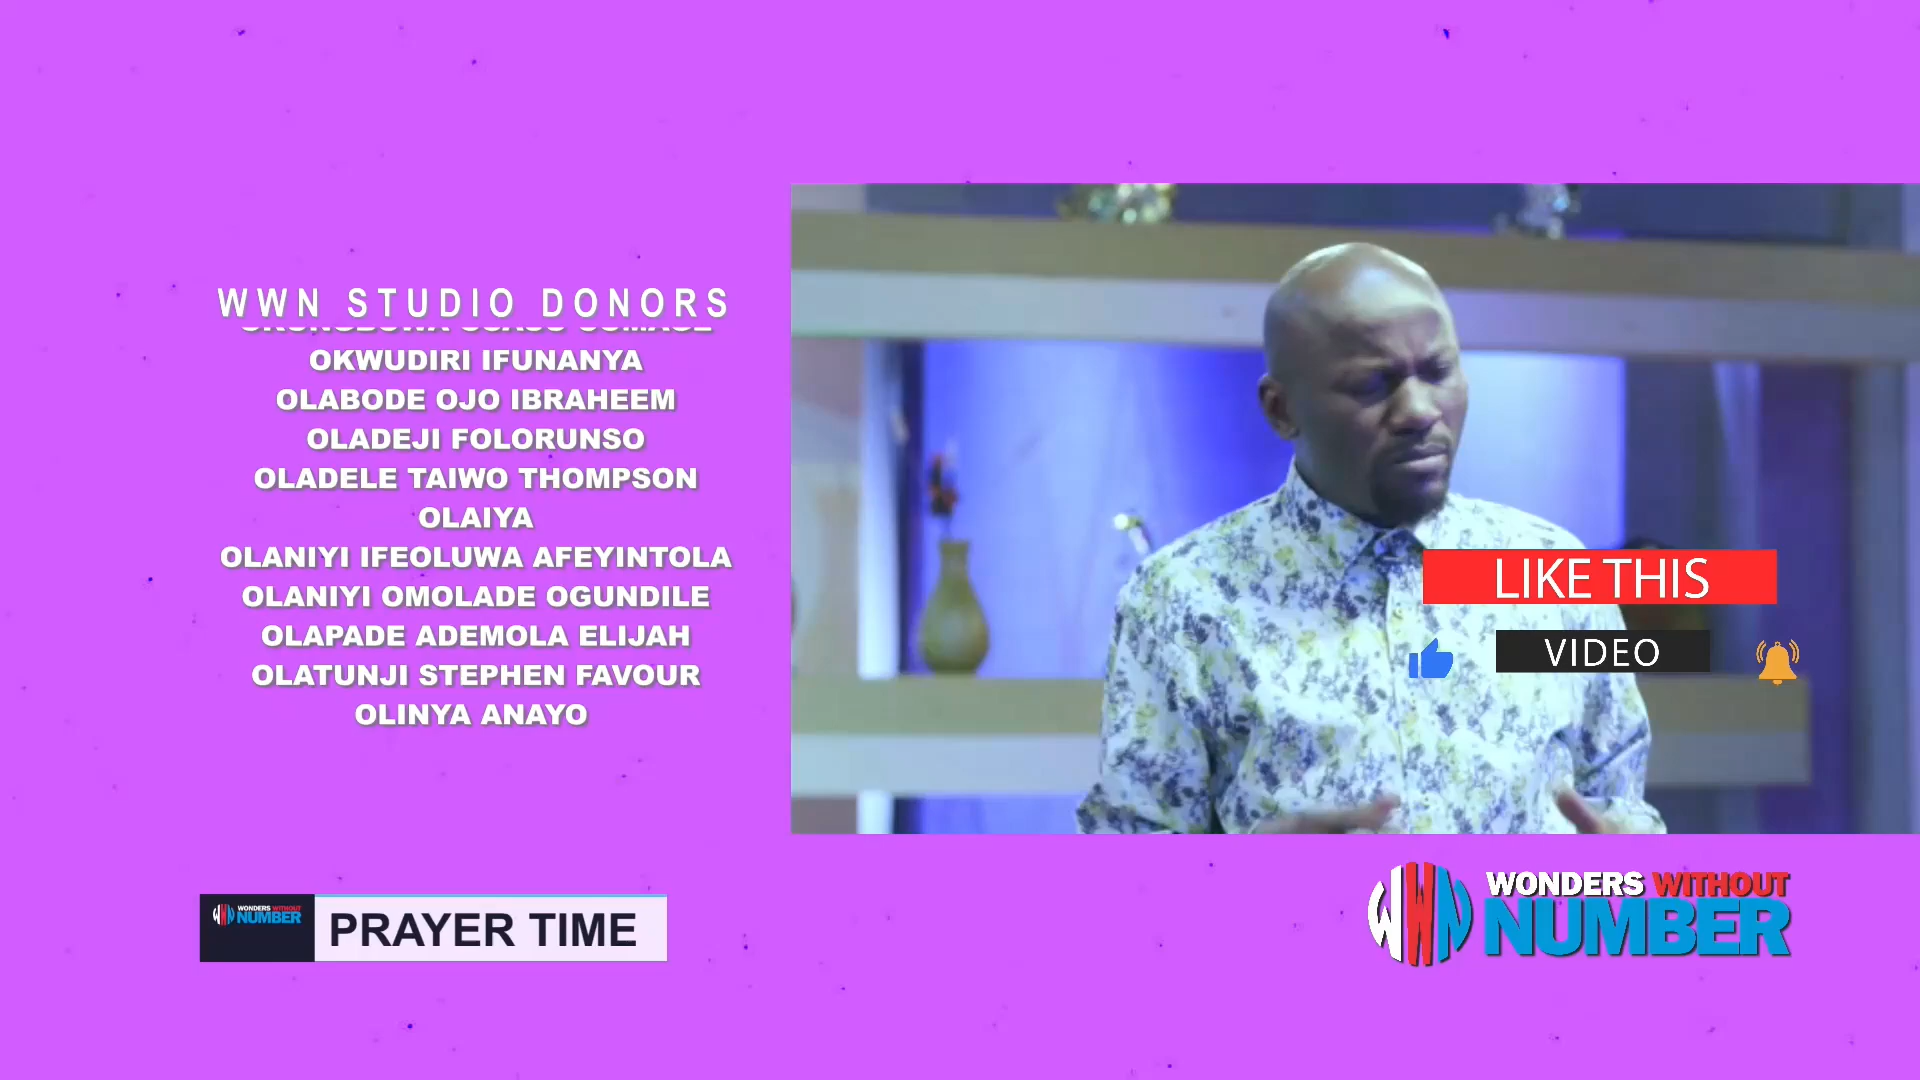 WWN STUDIO DONORS
OKWUDIRI IFUNANYA
OLABODE OJO IBRAHEEM
OLADEJI FOLORUNSO
OLADELE TAIWO THOMPSON
OLAIYA
OLANIYI IFEOLUWA AFEYINTOLA
OLANIYI OMOLADE OGUNDILE
OLAPADE ADEMOLA ELIJAH
OLATUNJI STEPHEN FAVOUR
OLINYA ANAYO
LIKE THIS
VIDEO
WWN WONDERS WITHOUT
NUMBER
PRAYER TIME
WWN WONDERS WITHOUT
NUMBER